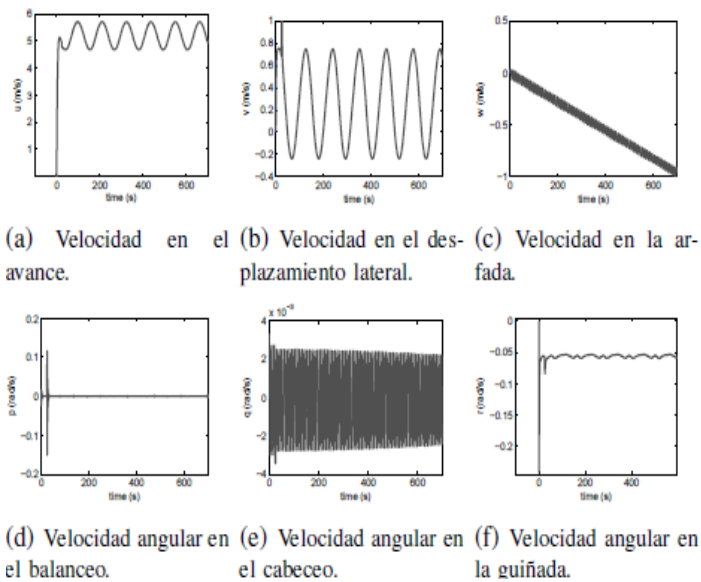 6
5
4
3
2
1
u (m/s)
0 200 400 600
time (s)
1
0.8
0.6
0.4
0.2
0
−0.2
−0.4
v (m/s)
0 200 400 600
time (s)
0.5
0
−0.5
−1
w (m/s)
0 200 400 600
time (s)
(a) Velocidad en el
avance.
(b) Velocidad en el des-
plazamiento lateral.
(c) Velocidad en la ar-
fada.
0.2
0.1
0
−0.1
−0.2
p (rad/s)
0 200 400 600
time (s)
4
2
0
−2
−4
q (rad/s)
0 200 400 600
time (s)
0
−0.05
−0.1
−0.15
−0.2
r (rad/s)
0 200 400
time (s)
(d) Velocidad angular en
el balanceo.
(e) Velocidad angular en
el cabeceo.
(f) Velocidad angular en
la guiñada.